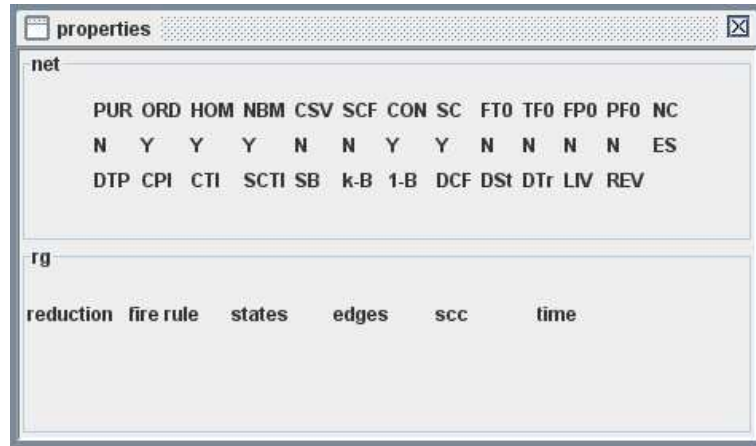 properties
net
PUR ORD HOM NBM CSV SCF CON SC FT0 TF0 FP0 PF0 NC
N Y Y Y N N Y Y N N N N ES
DTP CPI CTI SCTI SB k-B 1-B DCF DSt DTr LIV REV
rg
reduction fire rule states edges scc time